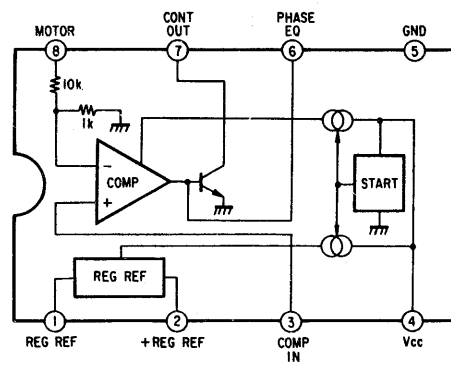 MOTOR
CONT
OUT
PHASE
EQ
GND
8
7
6
5
10k
1k
−
COMP
+
START
REG REF
1
2
3
4
REG REF
+REG REF
COMP
IN
Vcc